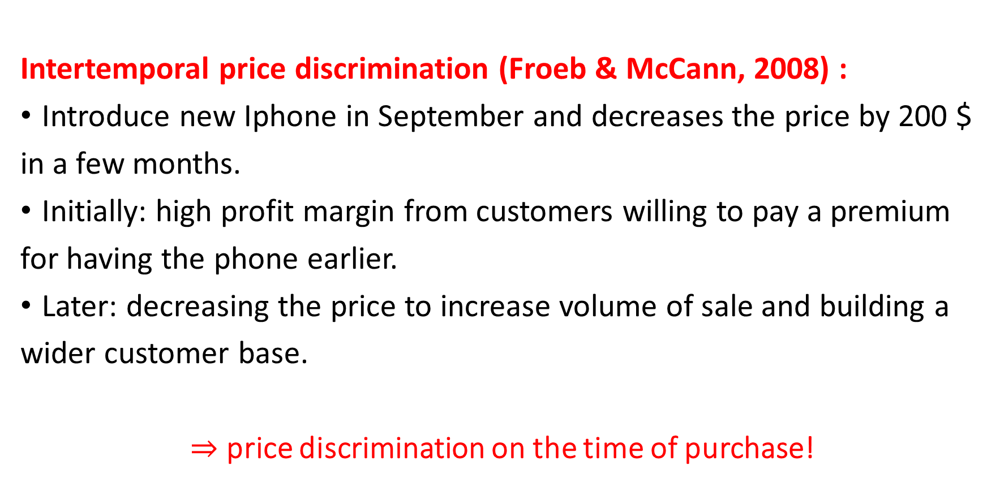 Intertemporal price discrimination (Froeb & McCann, 2008) :
• Introduce new Iphone in September and decreases the price by 200 $
in a few months.
• Initially: high profit margin from customers willing to pay a premium
for having the phone earlier.
• Later: decreasing the price to increase volume of sale and building a
wider customer base.
⇒ price discrimination on the time of purchase!